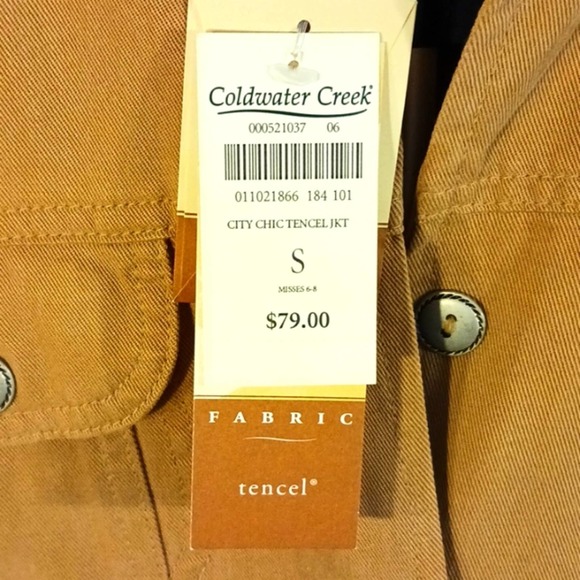 Coldwater Creek®
000521037 06
011021866 184 101
CITY CHIC TENCEL JKT
S
MISSES 6-8
$79.00
FABRIC
tencel®